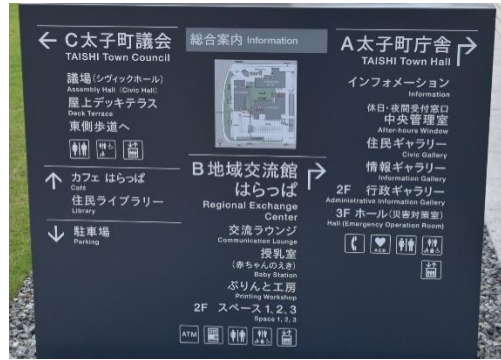 ← C太子町議会
TAISHI Town Council
議場(シヴィックホール)
Assembly Hall (Civic Hall)
屋上デッキテラス
Deck Terrace
東側歩道へ
↑ カフェ はらっぱ
Café
住民ライブラリー
Library
↓ 駐車場
Parking
総合案内 Information
B地域交流館
はらっぱ
Regional Exchange
Center
交流ラウンジ
Communication Lounge
授乳室
(赤ちゃんのえき)
Baby Station
ぷりんと工房
Printing Workshop
2F スペース1, 2, 3
Space 1, 2, 3
ATM
A太子町庁舎
TAISHI Town Hall
インフォメーション
Information
休日・夜間受付窓口
中央管理室
After-hours Window
住民ギャラリー
Civic Gallery
情報ギャラリー
Information Gallery
2F 行政ギャラリー
Administrative Information Gallery
3F ホール(災害対策室)
Hall (Emergency Operation Room)
AED